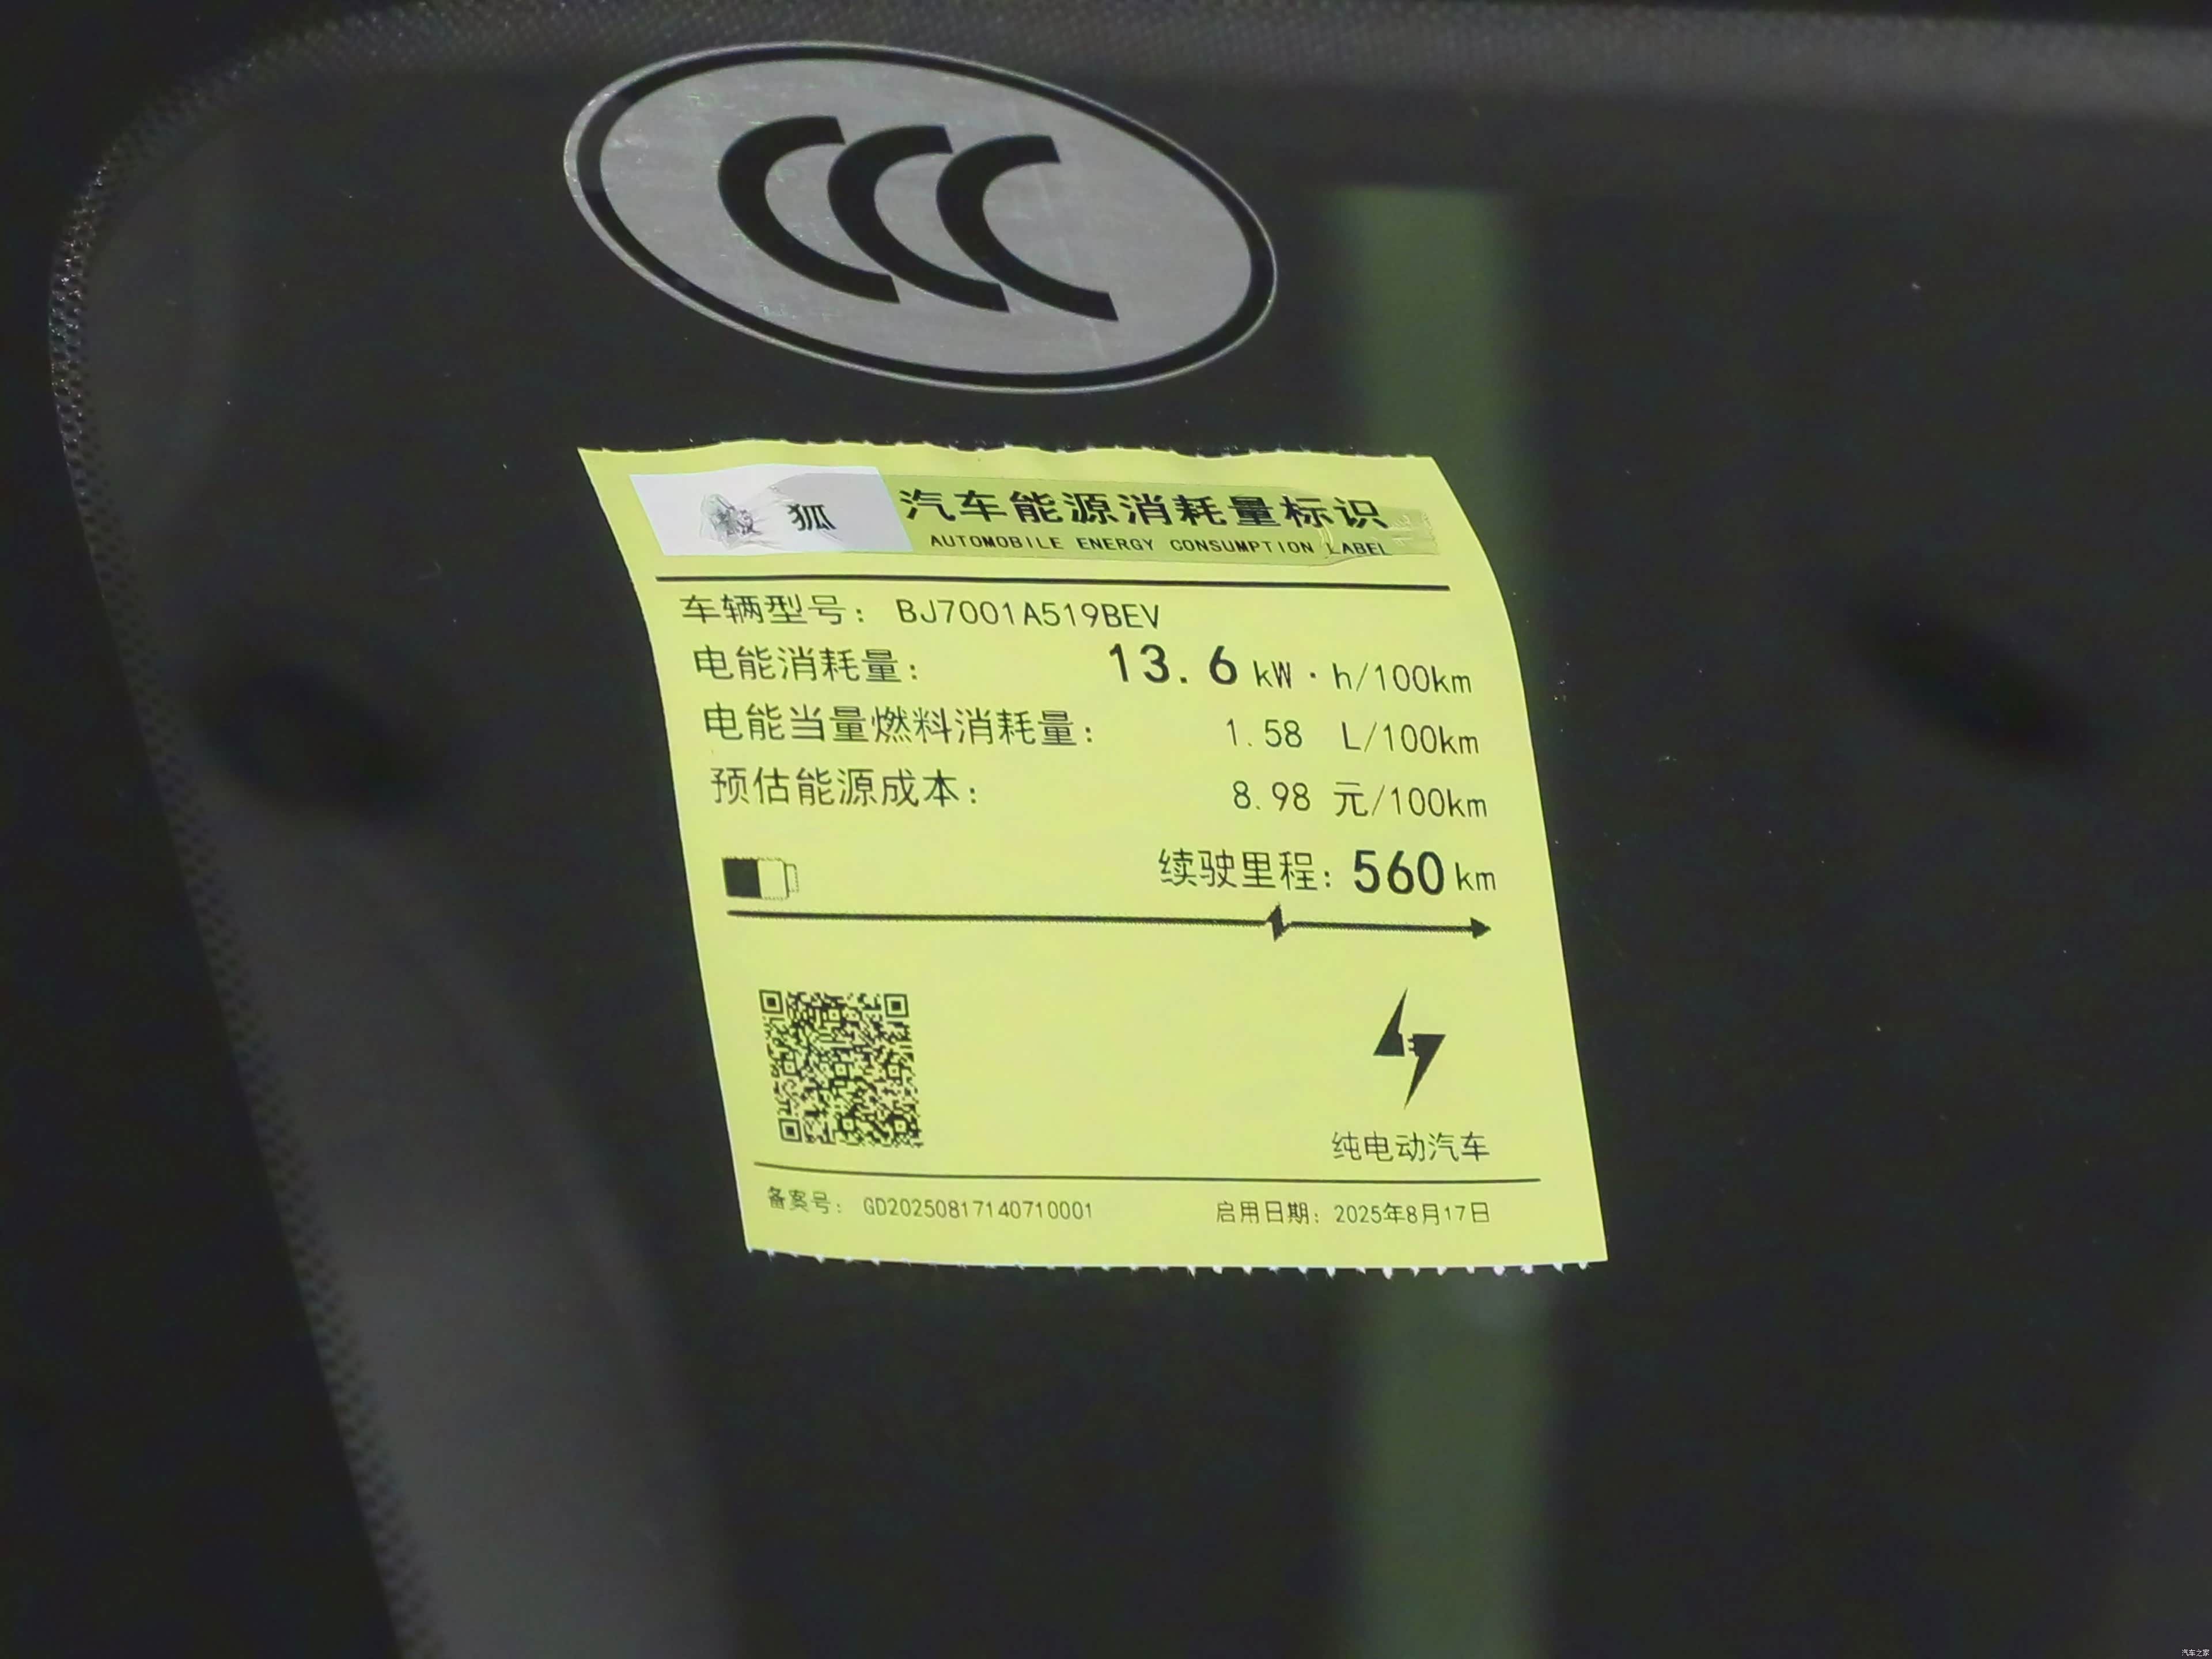 CCC
狐 汽车能源消耗量标识
AUTOMOBILE ENERGY CONSUMPTION LABEL
车辆型号: BJ7001A519BEV
电能消耗量: 13.6 kW·h/100km
电能当量燃料消耗量: 1.58 L/100km
预估能源成本: 8.98 元/100km
续驶里程: 560 km
纯电动汽车
备案号: GD20250817140710001 启用日期: 2025年8月17日
汽车之家